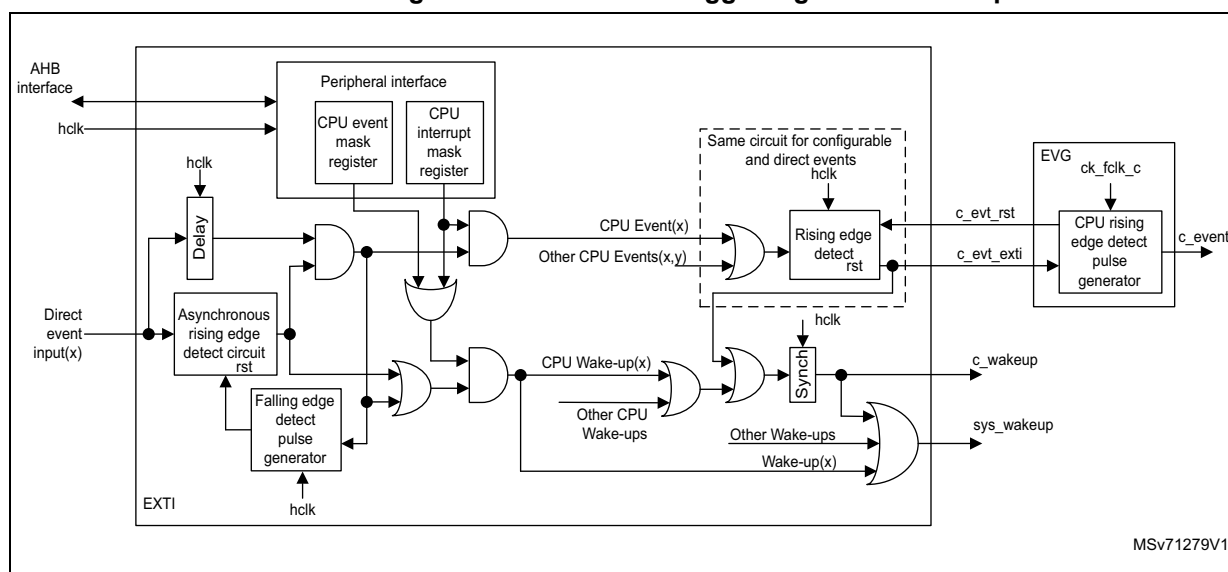 AHB
interface
hclk
Peripheral interface
CPU event
mask
register
CPU
interrupt
mask
register
hclk
Delay
Direct
event
input(x)
Asynchronous
rising edge
detect circuit
rst
Falling edge
detect
pulse
generator
hclk
EXTI
CPU Event(x)
Other CPU Events(x,y)
Same circuit for configurable
and direct events
hclk
Rising edge
detect
rst
c_evt_rst
c_evt_exti
EVG
ck_fclk_c
CPU rising
edge detect
pulse
generator
c_event
CPU Wake-up(x)
Other CPU
Wake-ups
hclk
Synch
c_wakeup
Other Wake-ups
Wake-up(x)
sys_wakeup
MSv71279V1